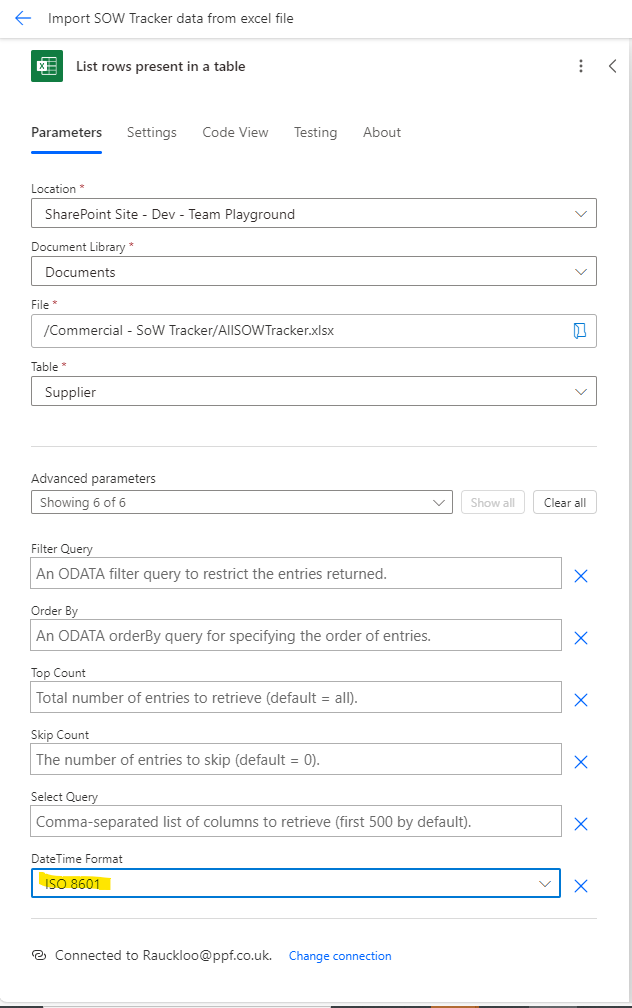 Import SOW Tracker data from excel file
List rows present in a table
Parameters Settings Code View Testing About
Location *
SharePoint Site - Dev - Team Playground
Document Library *
Documents
File *
/Commercial - SoW Tracker/AllSOWTracker.xlsx
Table *
Supplier
Advanced parameters
Showing 6 of 6 Show all Clear all
Filter Query
An ODATA filter query to restrict the entries returned.
Order By
An ODATA orderBy query for specifying the order of entries.
Top Count
Total number of entries to retrieve (default = all).
Skip Count
The number of entries to skip (default = 0).
Select Query
Comma-separated list of columns to retrieve (first 500 by default).
DateTime Format
ISO 8601
Connected to Rauckloo@ppf.co.uk. Change connection